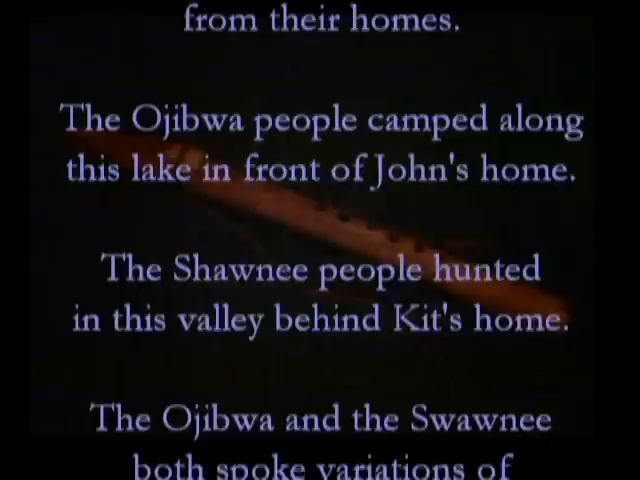 from their homes.
The Ojibwa people camped along
this lake in front of John's home.
The Shawnee people hunted
in this valley behind Kit's home.
The Ojibwa and the Swawnee
both spoke variations of